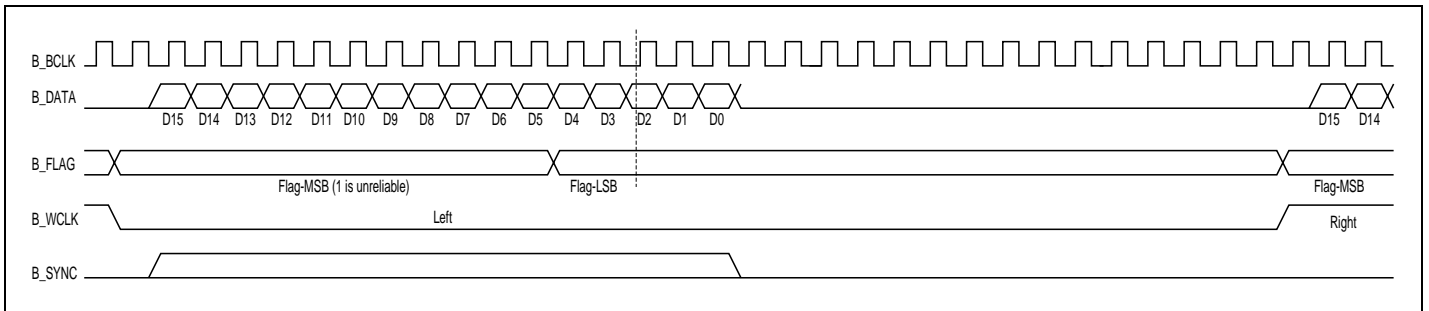 B_BCLK
B_DATA
D15 D14 D13 D12 D11 D10 D9 D8 D7 D6 D5 D4 D3 D2 D1 D0 D15 D14
B_FLAG
Flag-MSB (1 is unreliable) Flag-LSB Flag-MSB
B_WCLK Left Right
B_SYNC